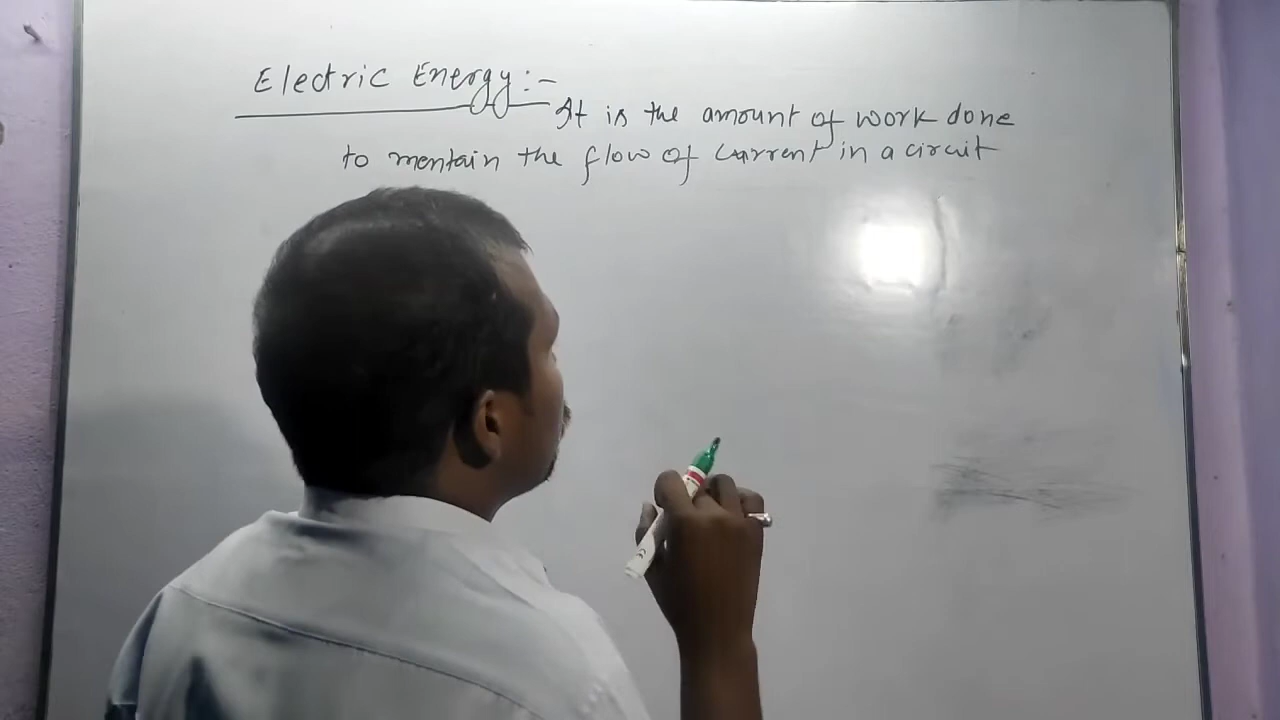 Electric Energy:-
It is the amount of work done
to mentain the flow of current in a circuit